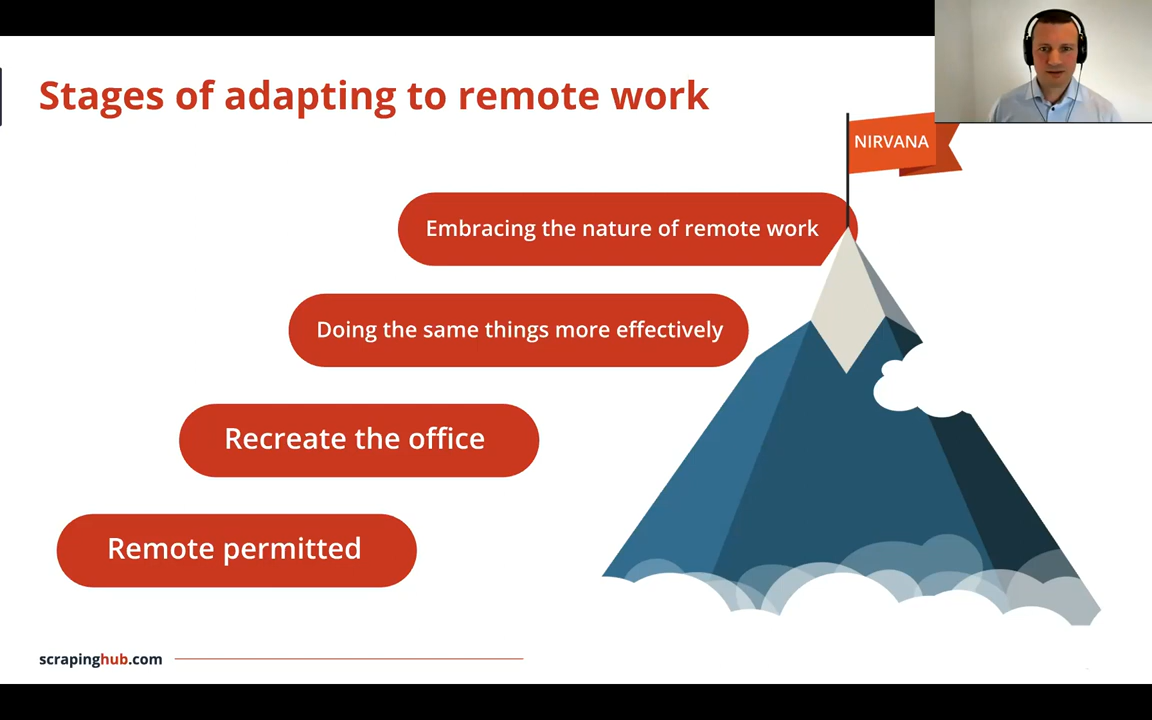 Stages of adapting to remote work
NIRVANA
Embracing the nature of remote work
Doing the same things more effectively
Recreate the office
Remote permitted
scrapinghub.com